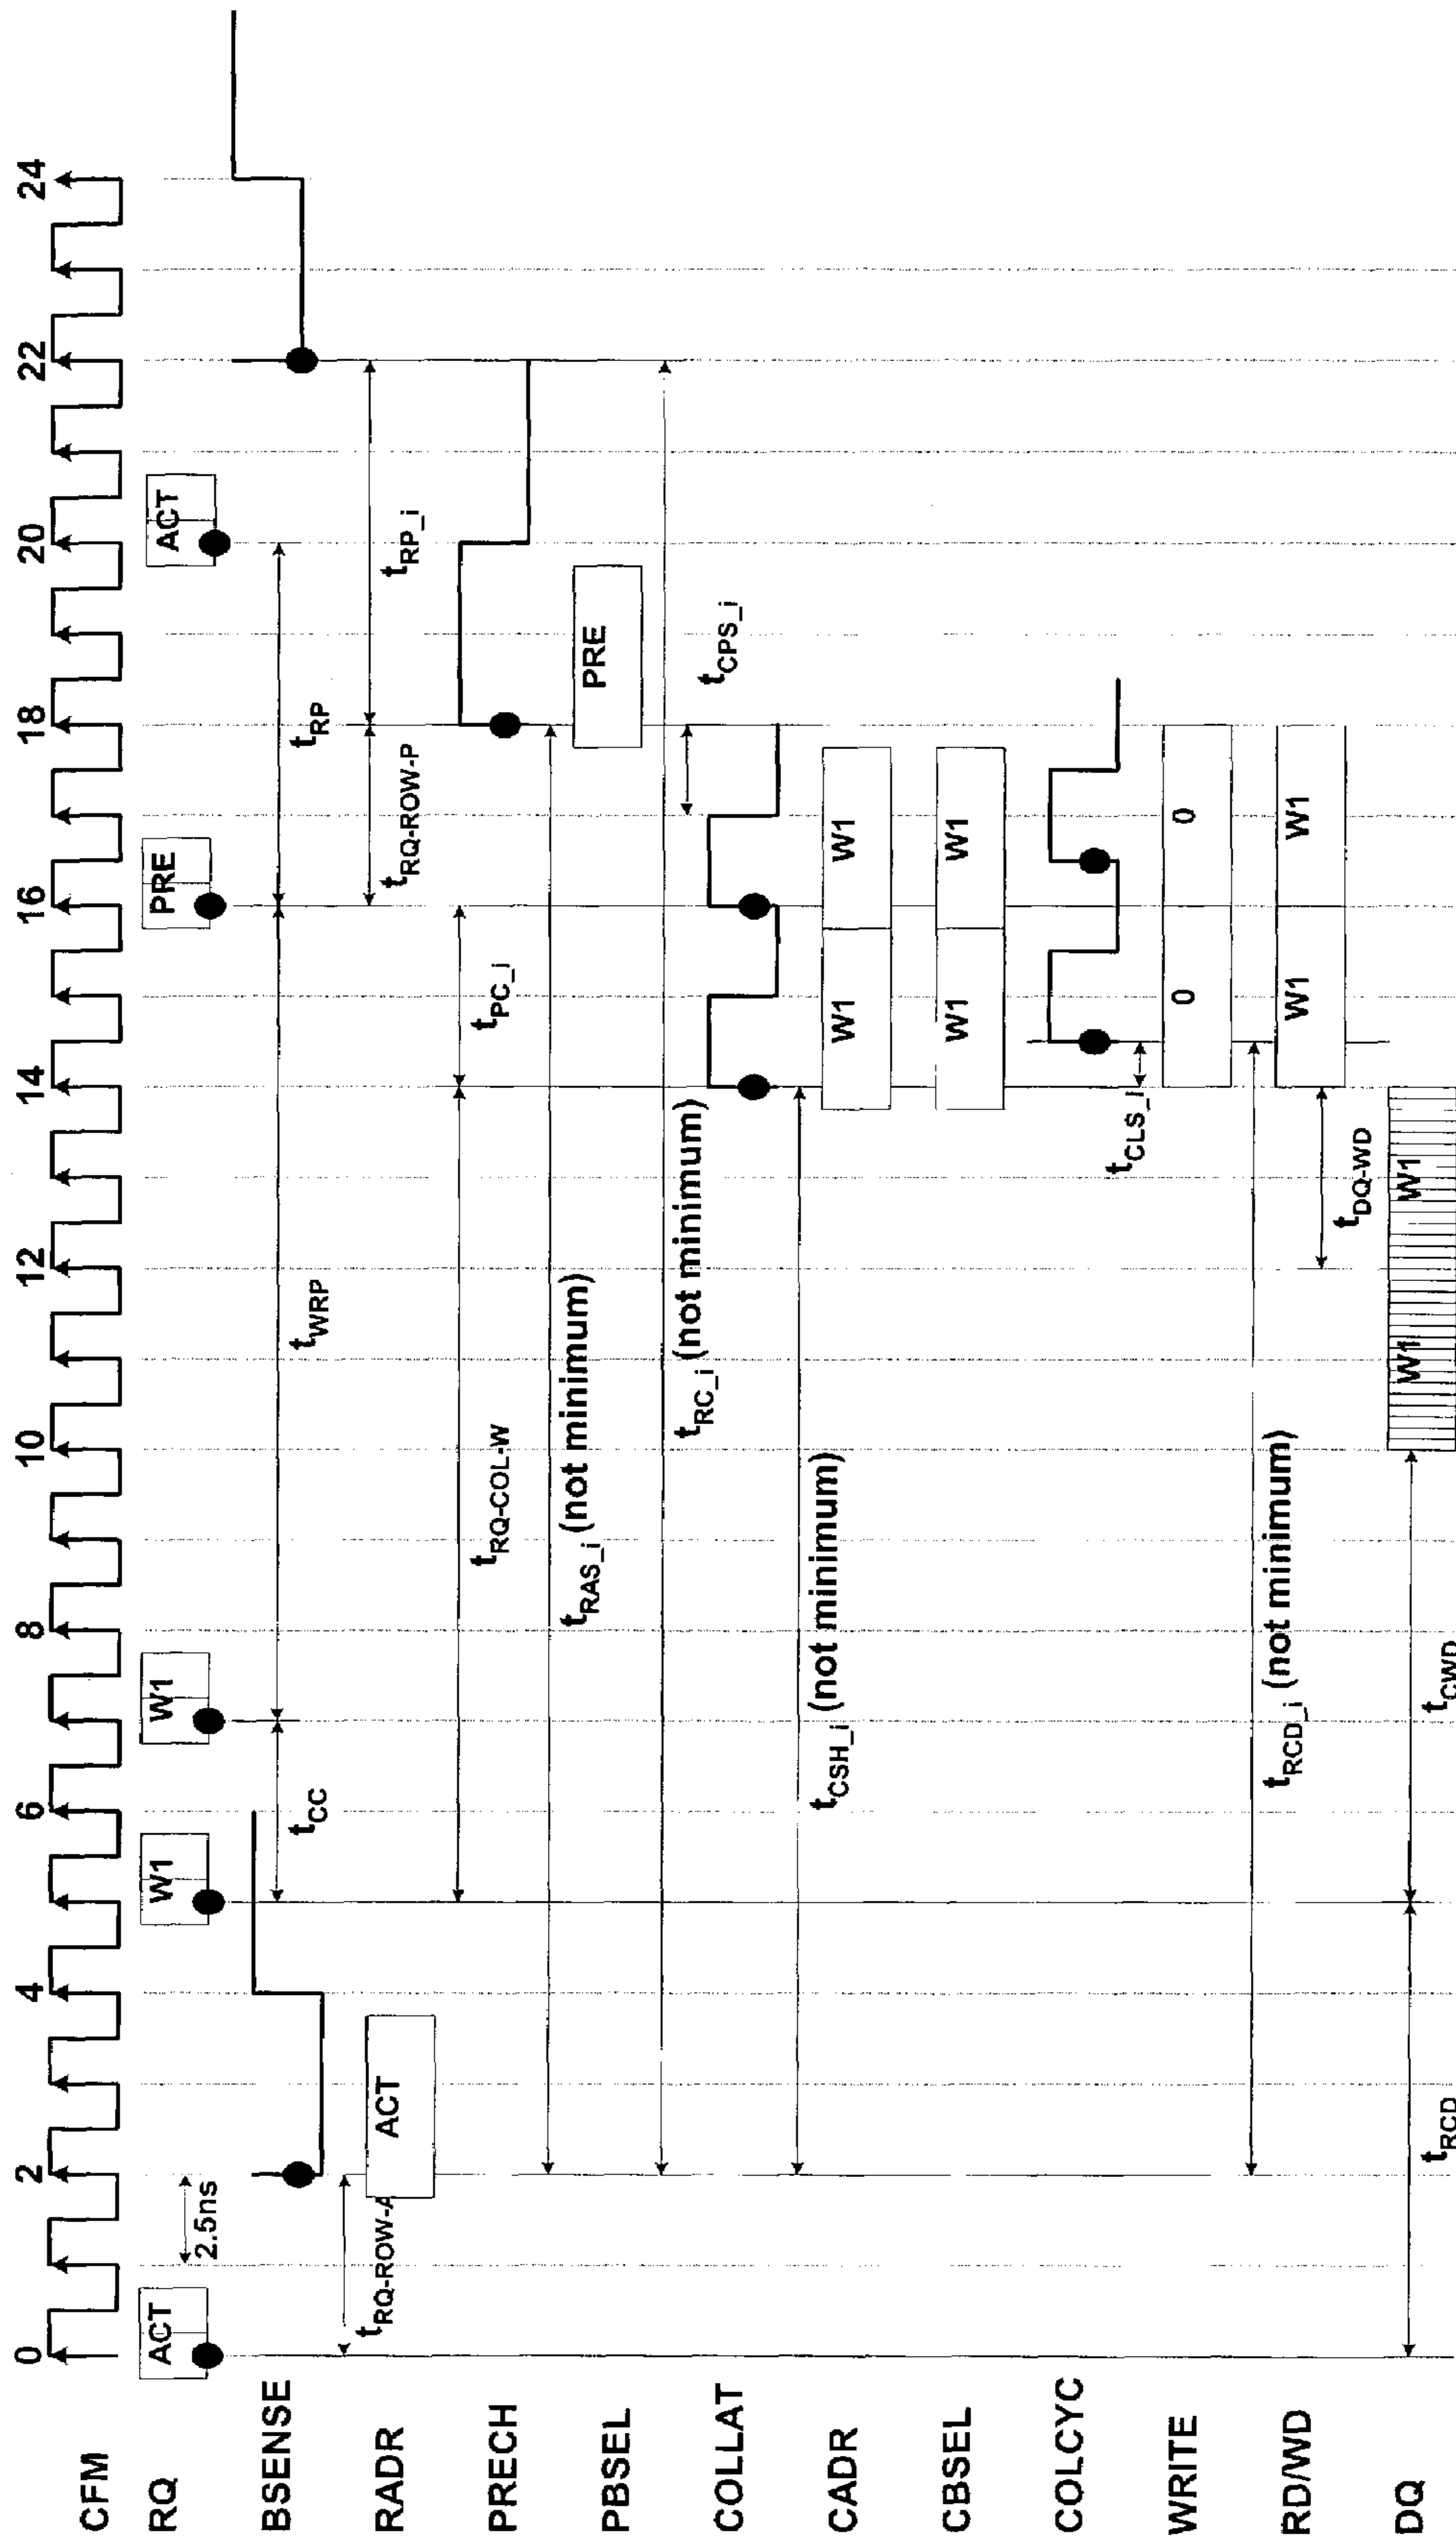 0 2 4 6 8 10 12 14 16 18 20 22 24
CFM
RQ ACT W1 W1 PRE ACT
2.5ns
BSENSE
tCC tWRP tRP
tRQ-ROW-A
RADR ACT
tRQ-ROW-P tRP_i
PRECH
tRQ-COL-W tPC_i
tRAS_i (not minimum)
PBSEL PRE
tRC_i (not minimum)
COLLAT
tCPS_i
tCSH_i (not minimum)
CADR W1 W1
CBSEL W1 W1
COLCYC
tCLS_i
WRITE 0 0
tRCD_i (not minimum)
RD/WD W1 W1
tDQ-WD
DQ W1 W1
tRCD tCWD